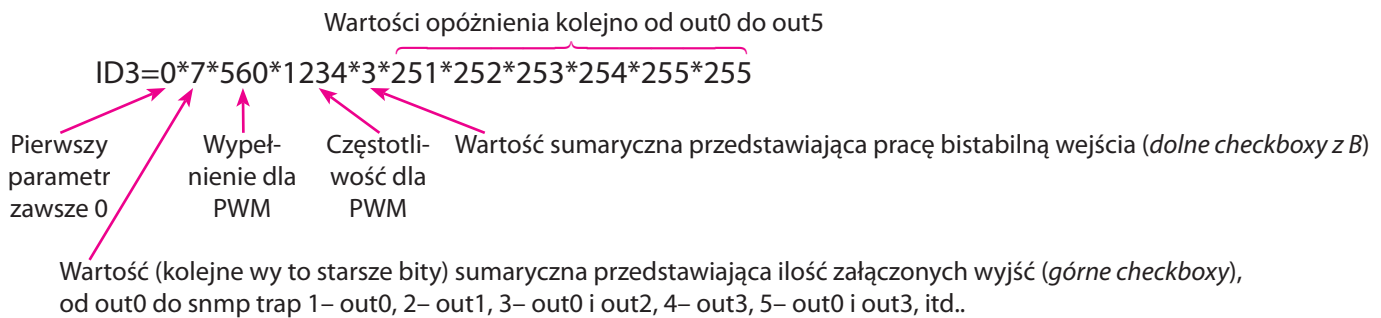 Wartości opóźnienia kolejno od out0 do out5
ID3=0*7*560*1234*3*251*252*253*254*255*255
Pierwszy
parametr
zawsze 0
Wypeł-
nienie dla
PWM
Częstotli-
wość dla
PWM
Wartość sumaryczna przedstawiająca pracę bistabilną wejścia (dolne checkboxy z B)
Wartość (kolejne wy to starsze bity) sumaryczna przedstawiająca ilość załączonych wyjść (górne checkboxy),
od out0 do snmp trap 1– out0, 2– out1, 3– out0 i out2, 4– out3, 5– out0 i out3, itd..